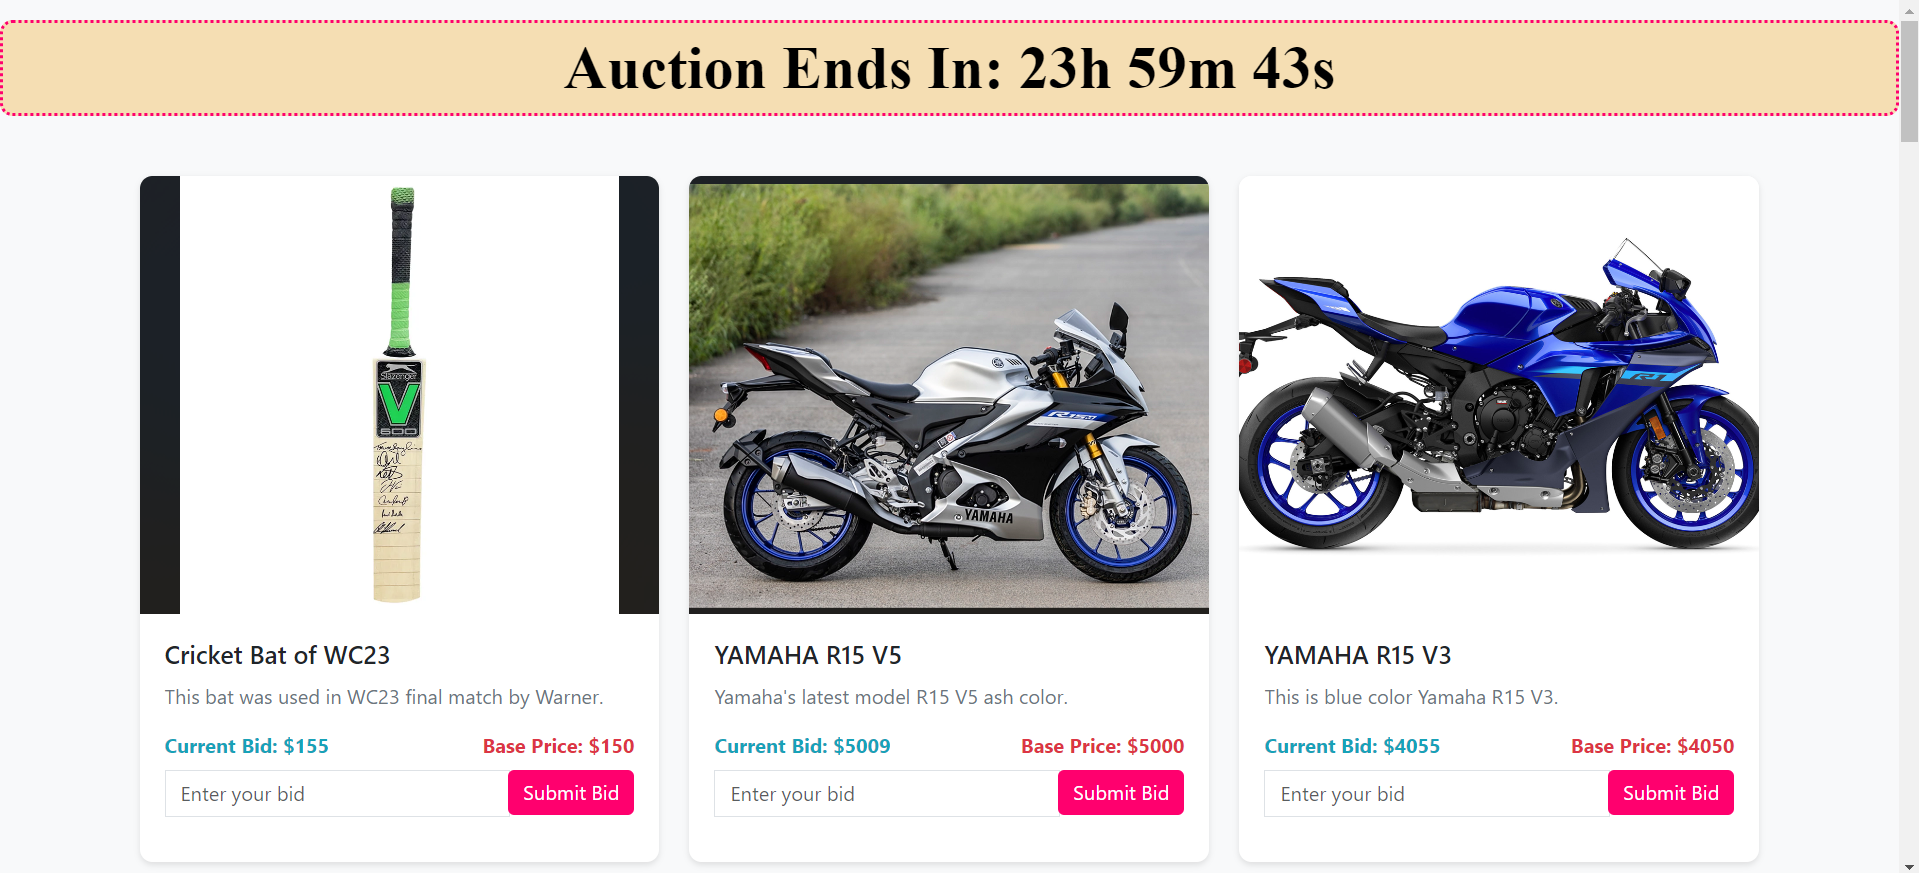 Auction Ends In: 23h 59m 43s
Slazenger
V
600
R15M
YAMAHA
R1
Cricket Bat of WC23
This bat was used in WC23 final match by Warner.
Current Bid: $155
Base Price: $150
Enter your bid
Submit Bid
YAMAHA R15 V5
Yamaha's latest model R15 V5 ash color.
Current Bid: $5009
Base Price: $5000
Enter your bid
Submit Bid
YAMAHA R15 V3
This is blue color Yamaha R15 V3.
Current Bid: $4055
Base Price: $4050
Enter your bid
Submit Bid